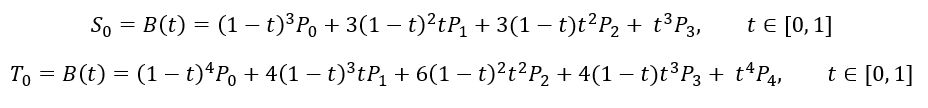 S₀ = B(t) = (1 − t)³P₀ + 3(1 − t)²tP₁ + 3(1 − t)t²P₂ + t³P₃, t ∈ [0, 1]
T₀ = B(t) = (1 − t)⁴P₀ + 4(1 − t)³tP₁ + 6(1 − t)²t²P₂ + 4(1 − t)t³P₃ + t⁴P₄, t ∈ [0, 1]